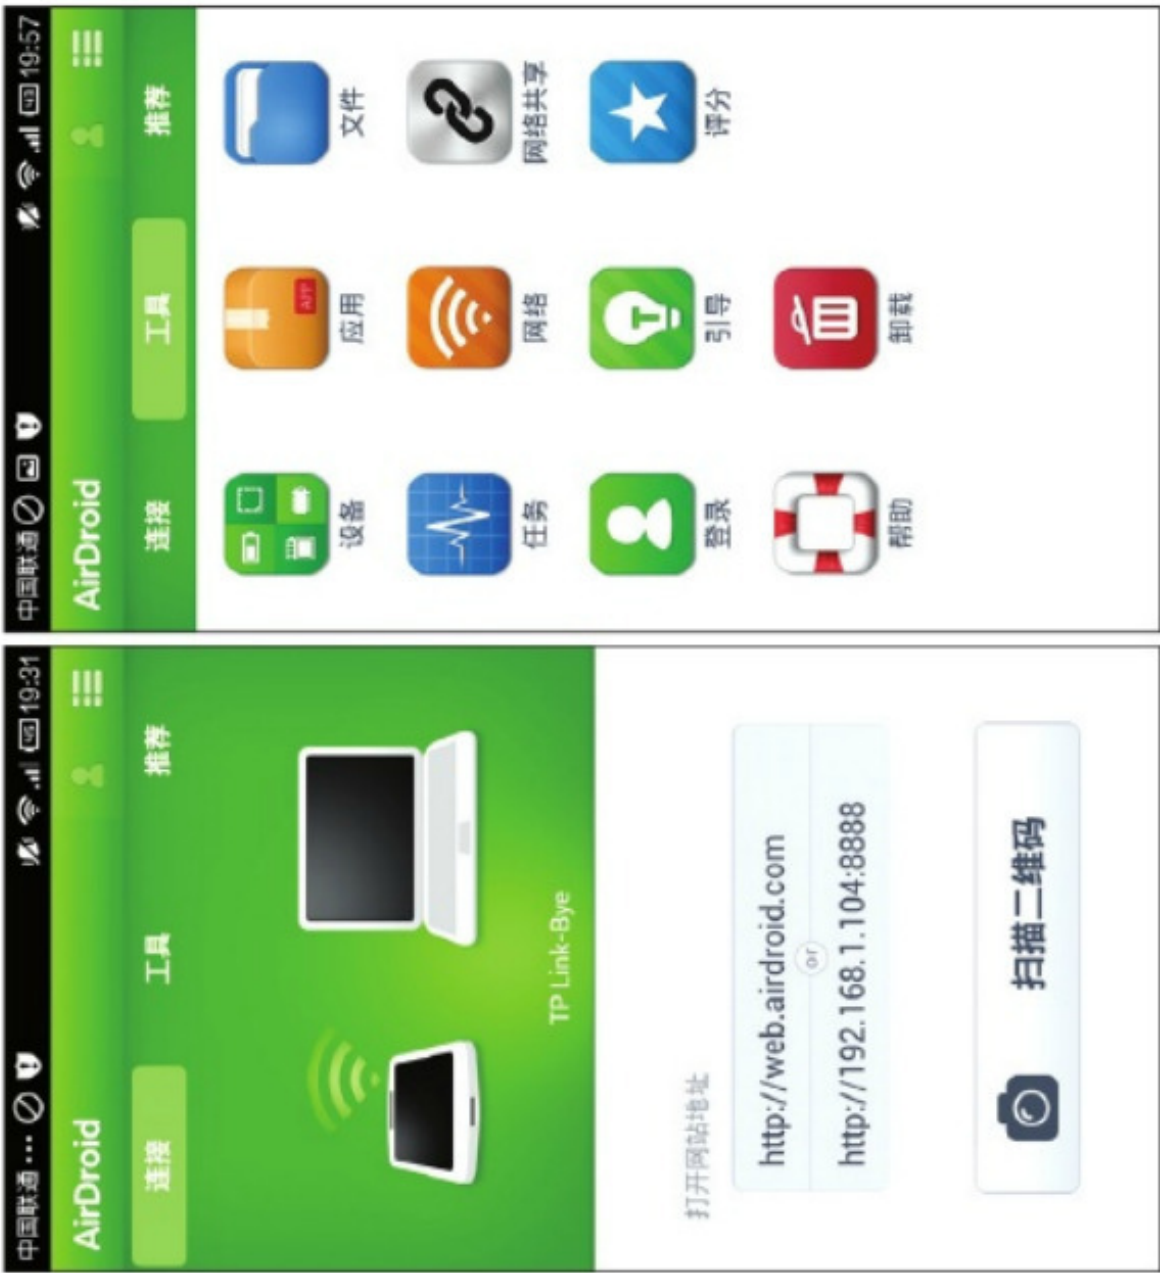 中国联通 ... 45 19:31
AirDroid
连接 工具 推荐
TP Link-Bye
打开网站地址
http://web.airdroid.com
or
http://192.168.1.104:8888
扫描二维码
中国联通 43 19:57
AirDroid
连接 工具 推荐
APP
设备 应用 文件
任务 网络 网络共享
登录 引导 评分
帮助 卸载